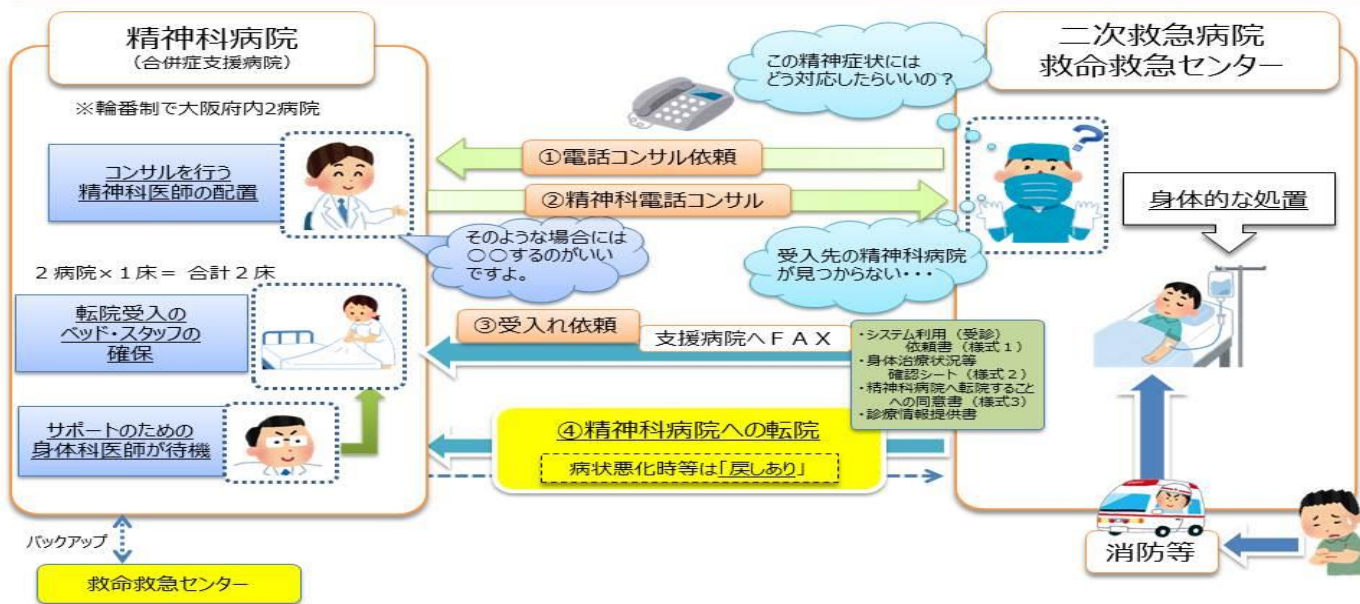 精神科病院
（合併症支援病院）
※輪番制で大阪府内2病院
コンサルを行う
精神科医師の配置
２病院×１床＝ 合計２床
転院受入の
ベッド・スタッフの
確保
サポートのための
身体科医師が待機
バックアップ
救命救急センター
①電話コンサル依頼
②精神科電話コンサル
そのような場合には
○○するのがいい
ですよ。
③受入れ依頼
支援病院へＦＡＸ
④精神科病院への転院
病状悪化時等は「戻しあり」
この精神症状には
どう対応したらいいの？
受入先の精神科病院
が見つからない・・・
・システム利用（受診）
依頼書（様式１）
・身体治療状況等
確認シート（様式２）
・精神科病院へ転院すること
への同意書（様式3）
・診療情報提供書
二次救急病院
救命救急センター
？
身体的な処置
消防等